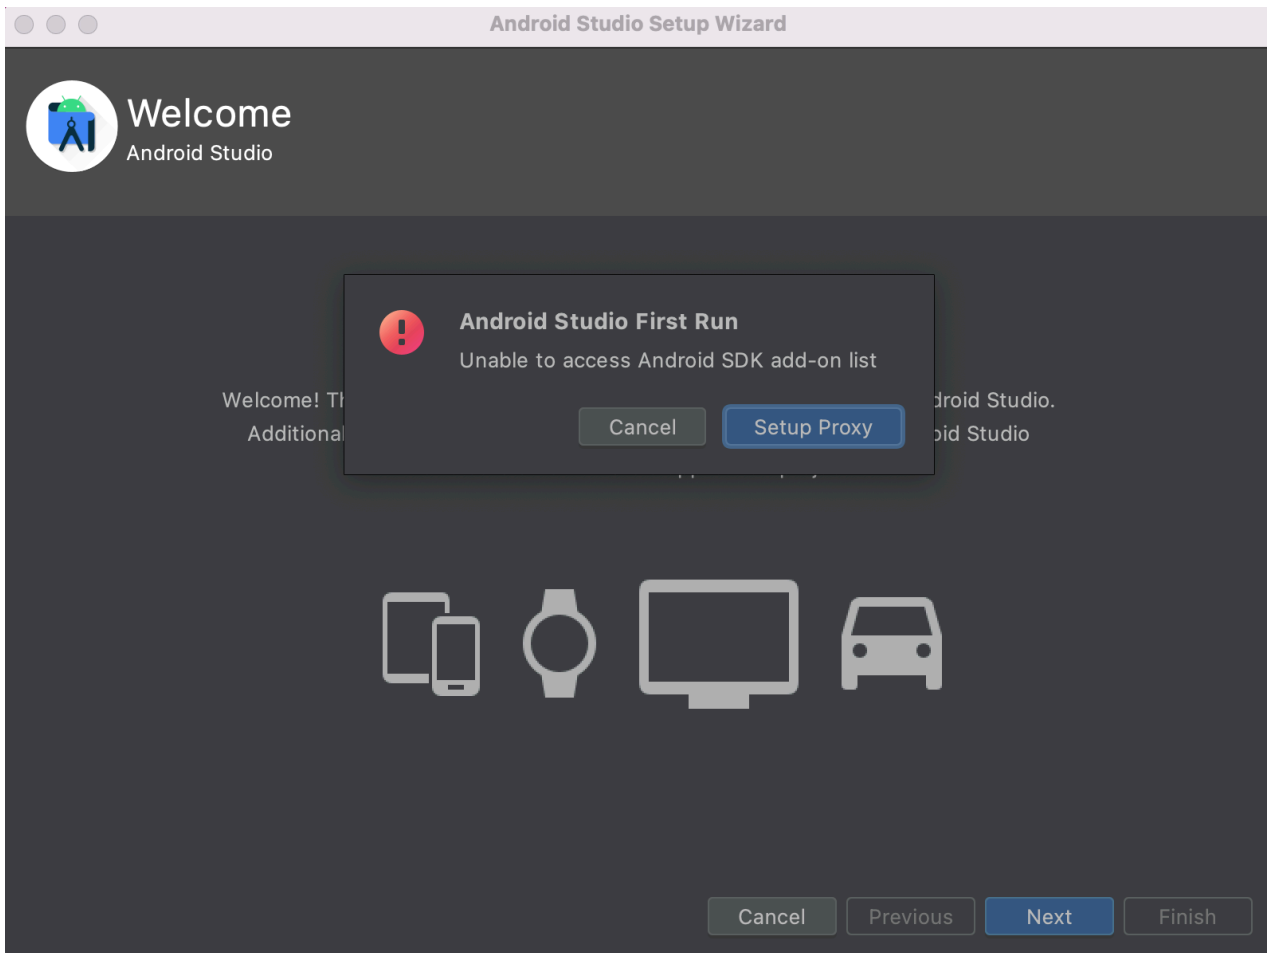 Android Studio Setup Wizard
Welcome
Android Studio
Android Studio First Run
Unable to access Android SDK add-on list
Cancel
Setup Proxy
Welcome!
droid Studio.
Additional
oid Studio
Cancel
Previous
Next
Finish